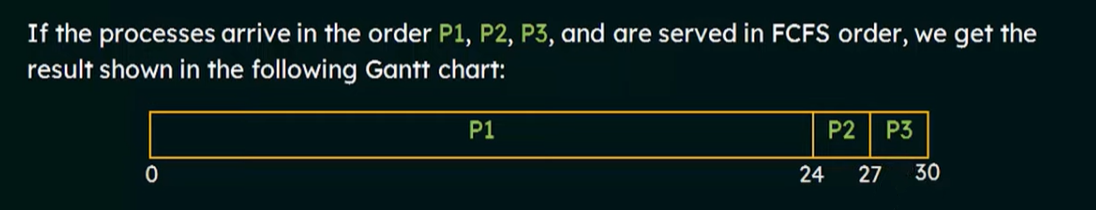 If the processes arrive in the order P1, P2, P3, and are served in FCFS order, we get the
result shown in the following Gantt chart:
P1 P2 P3
0 24 27 30